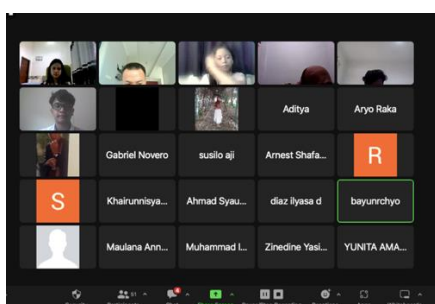 Aditya
Aryo Raka
Gabriel Novero
susilo aji
Arnest Shafa...
R
S
Khairunnisya...
Ahmad Syau...
diaz ilyasa d
bayunrchyo
Maulana Ann...
Muhammad I...
Zinedine Yasi...
YUNITA AMA...